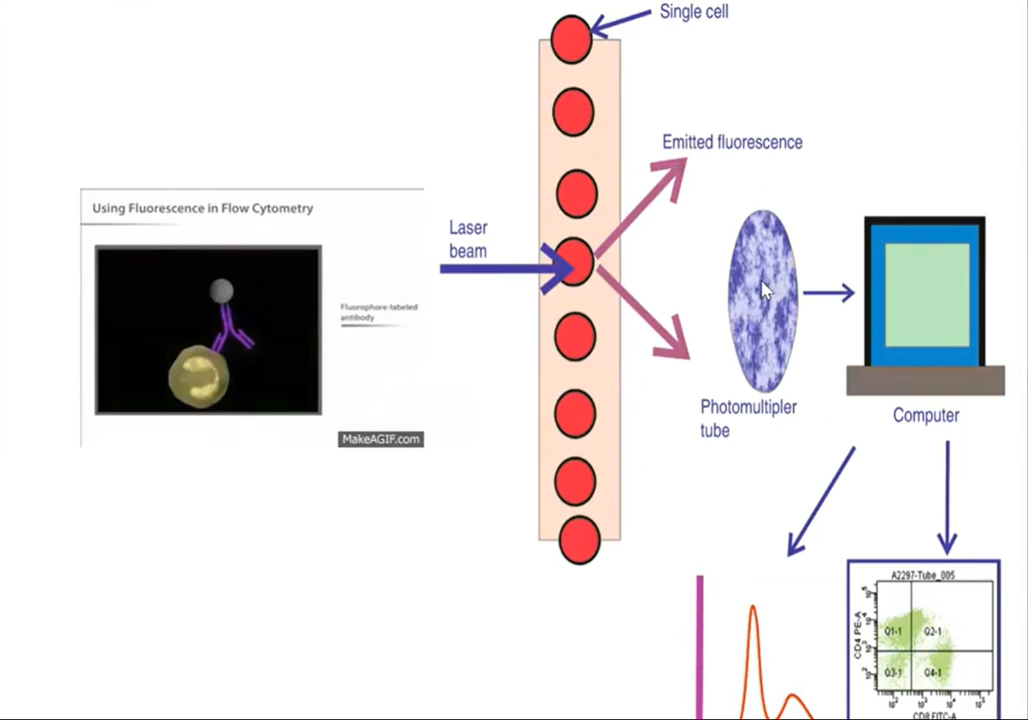 Single cell
Emitted fluorescence
Using Fluorescence in Flow Cytometry
Laser
beam
Fluorophore-labeled
antibody
Photomultipler
tube
Computer
MakeAGIF.com
A2297-Tube_005
CD4 PE-A
Q1-1
Q2-1
Q3-1
Q4-1
CD8 FITC-A